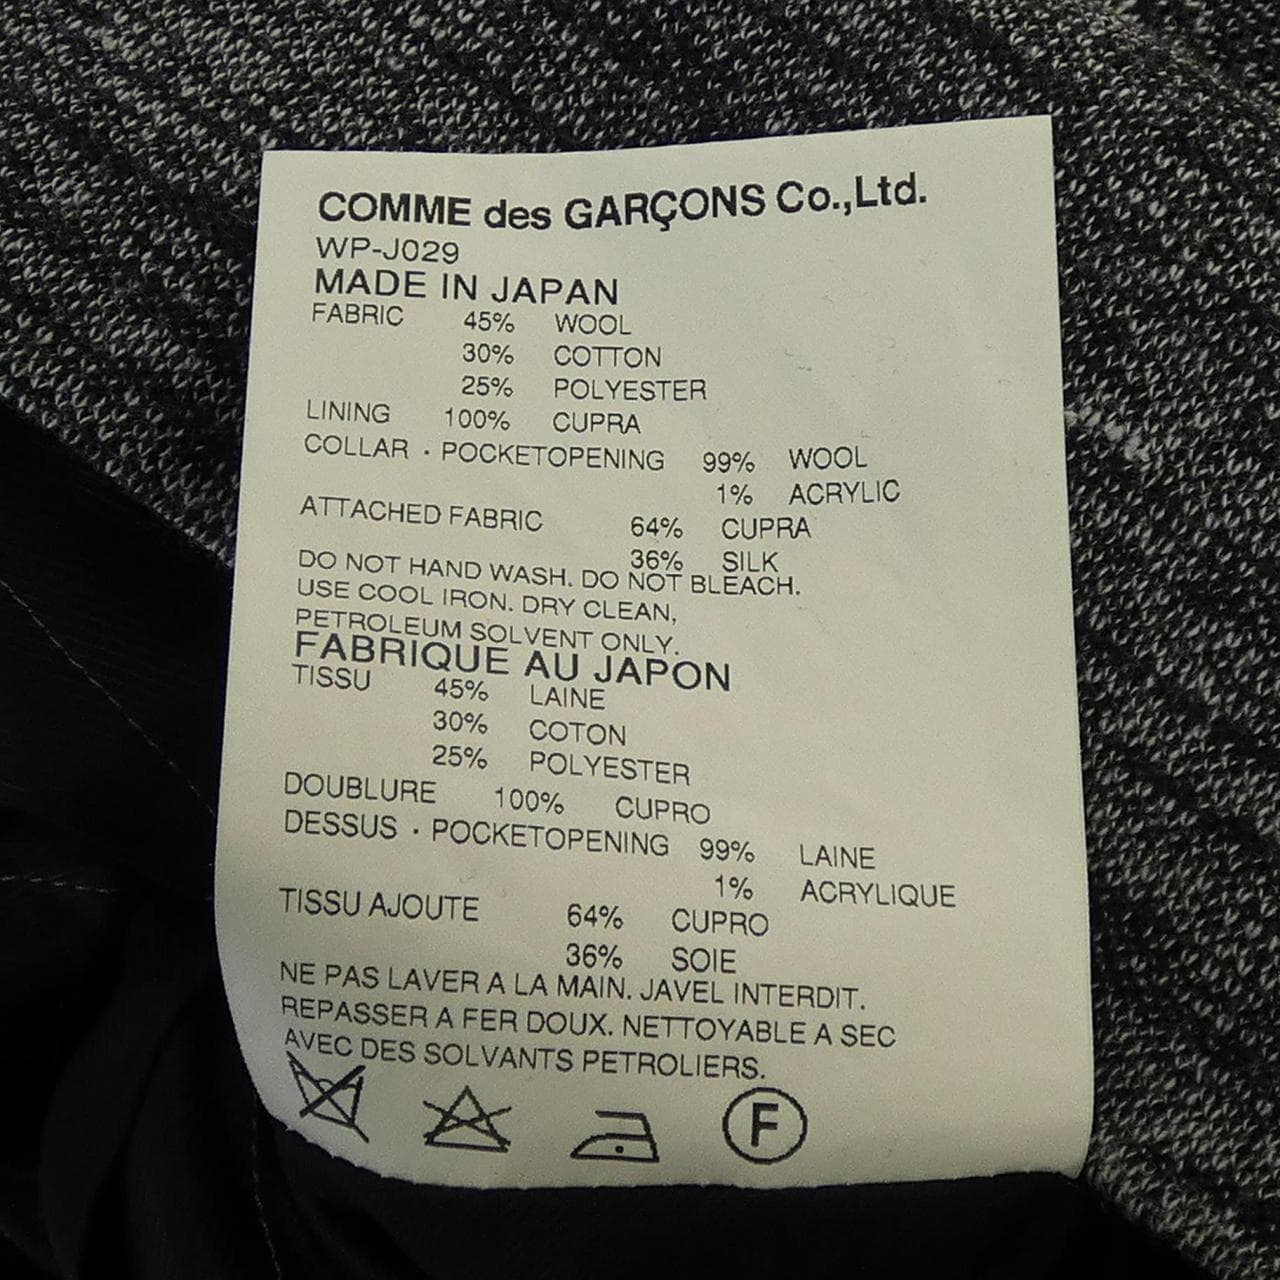 COMME des GARÇONS Co.,Ltd.
WP-J029
MADE IN JAPAN
FABRIC 45% WOOL
30% COTTON
25% POLYESTER
LINING 100% CUPRA
COLLAR · POCKETOPENING 99% WOOL
1% ACRYLIC
ATTACHED FABRIC 64% CUPRA
36% SILK
DO NOT HAND WASH. DO NOT BLEACH.
USE COOL IRON. DRY CLEAN,
PETROLEUM SOLVENT ONLY.
FABRIQUE AU JAPON
TISSU 45% LAINE
30% COTON
25% POLYESTER
DOUBLURE 100% CUPRO
DESSUS · POCKETOPENING 99% LAINE
1% ACRYLIQUE
TISSU AJOUTE 64% CUPRO
36% SOIE
NE PAS LAVER A LA MAIN. JAVEL INTERDIT.
REPASSER A FER DOUX. NETTOYABLE A SEC
AVEC DES SOLVANTS PETROLIERS.
F